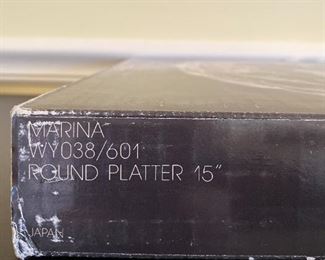 MARINA
WY038/601
ROUND PLATTER 15"
JAPAN